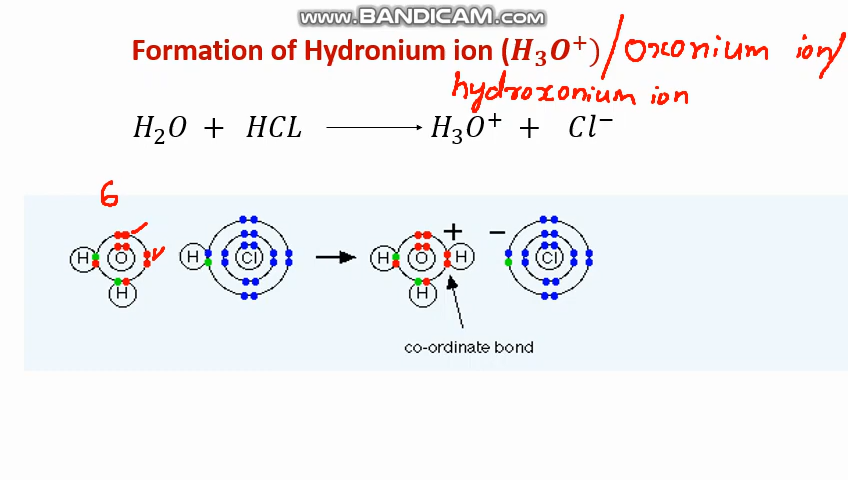 WWW.BANDICAM.COM
Formation of Hydronium ion (H₃O⁺)/oxonium ion/
hydroxonium ion
H₂O + HCL ⟶ H₃O⁺ + Cl⁻
6
+ −
H O H Cl H O H Cl
H H
co-ordinate bond